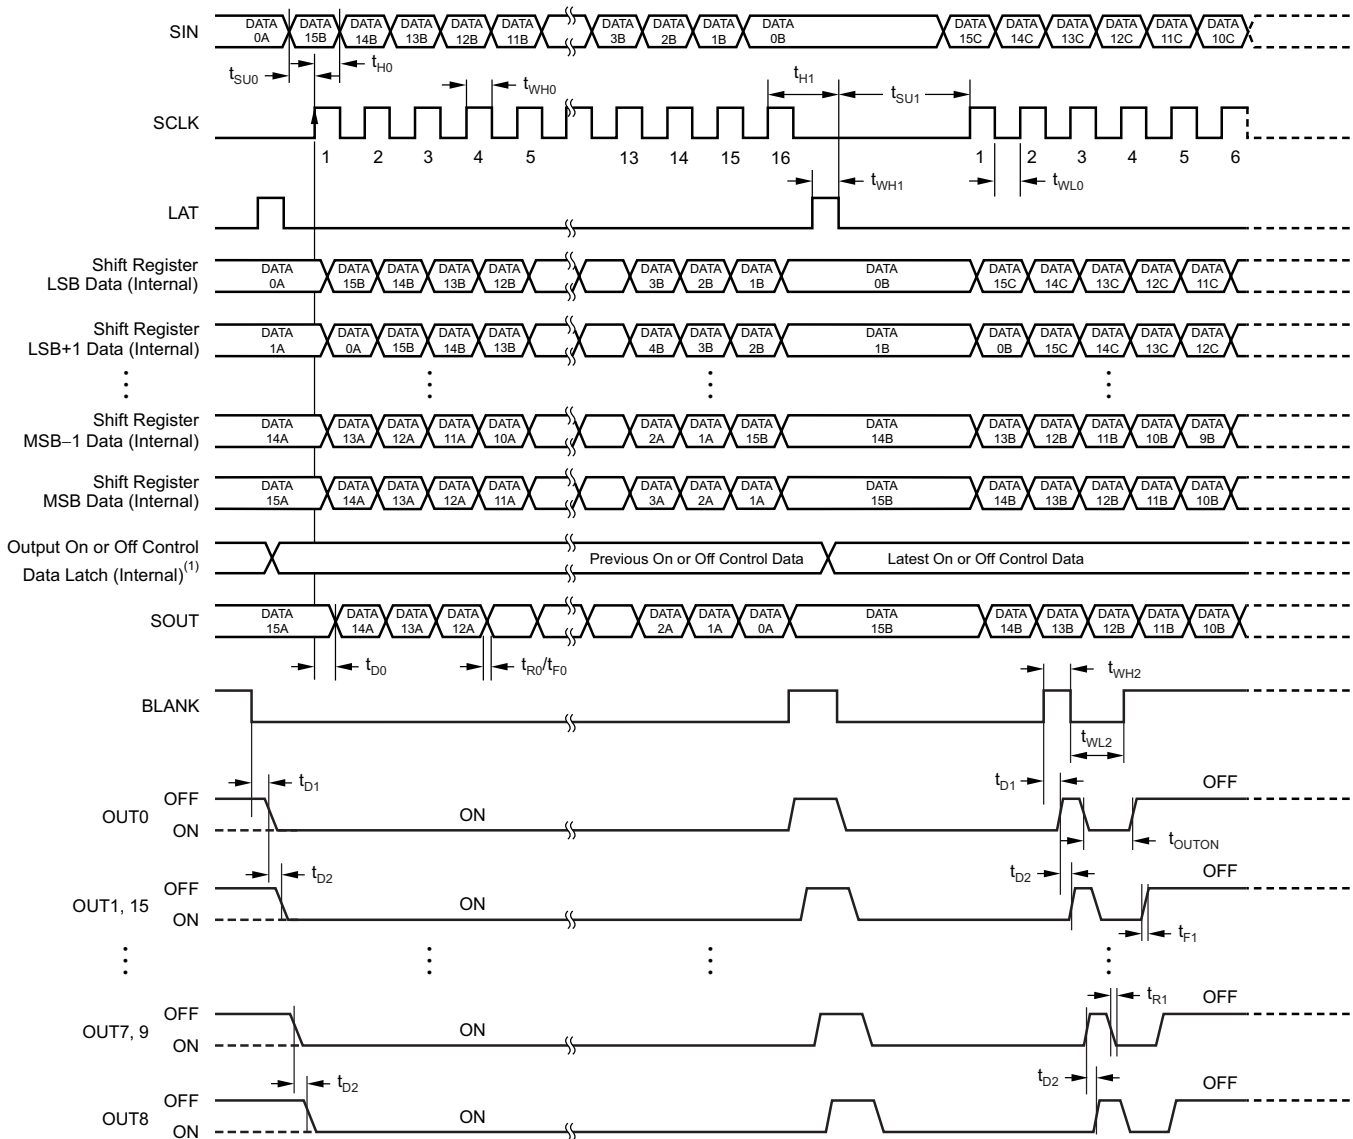 SIN
DATA 0A DATA 15B DATA 14B DATA 13B DATA 12B DATA 11B DATA 3B DATA 2B DATA 1B DATA 0B DATA 15C DATA 14C DATA 13C DATA 12C DATA 11C DATA 10C
tSU0 tH0 tWH0 tH1 tSU1
SCLK
1 2 3 4 5 13 14 15 16 1 2 3 4 5 6
tWH1 tWL0
LAT
Shift Register
LSB Data (Internal)
DATA 0A DATA 15B DATA 14B DATA 13B DATA 12B DATA 3B DATA 2B DATA 1B DATA 0B DATA 15C DATA 14C DATA 13C DATA 12C DATA 11C
Shift Register
LSB+1 Data (Internal)
DATA 1A DATA 0A DATA 15B DATA 14B DATA 13B DATA 4B DATA 3B DATA 2B DATA 1B DATA 0B DATA 15C DATA 14C DATA 13C DATA 12C
Shift Register
MSB−1 Data (Internal)
DATA 14A DATA 13A DATA 12A DATA 11A DATA 10A DATA 2A DATA 1A DATA 15B DATA 14B DATA 13B DATA 12B DATA 11B DATA 10B DATA 9B
Shift Register
MSB Data (Internal)
DATA 15A DATA 14A DATA 13A DATA 12A DATA 11A DATA 3A DATA 2A DATA 1A DATA 15B DATA 14B DATA 13B DATA 12B DATA 11B DATA 10B
Output On or Off Control
Data Latch (Internal)(1)
Previous On or Off Control Data Latest On or Off Control Data
SOUT
DATA 15A DATA 14A DATA 13A DATA 12A DATA 2A DATA 1A DATA 0A DATA 15B DATA 14B DATA 13B DATA 12B DATA 11B DATA 10B
tD0 tR0/tF0 tWH2
BLANK
tWL2
tD1 tD1 OFF
OUT0 OFF ON
ON
tOUTON
tD2 tD2 OFF
OUT1, 15 OFF ON
ON
tF1
tR1 OFF
OUT7, 9 OFF ON
ON
tD2 tD2 OFF
OUT8 OFF ON
ON